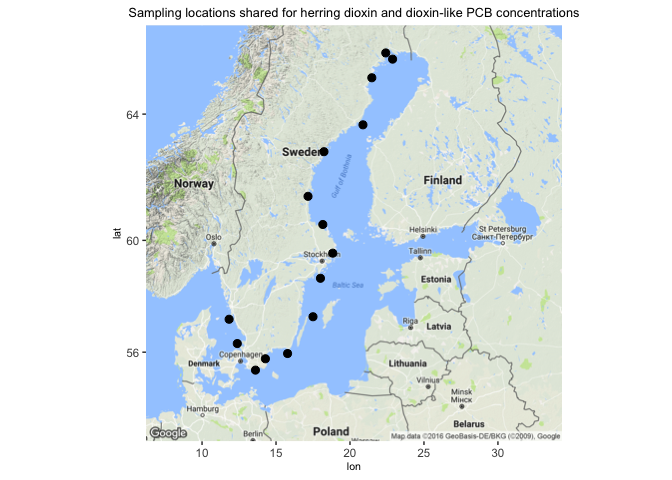 Sampling locations shared for herring dioxin and dioxin-like PCB concentrations
64
60
56
lat
Sweden
Gulf of Bothnia
Norway
Finland
Oslo
Helsinki
St Petersburg
Санкт-Петербург
Stockholm
Tallinn
Baltic Sea
Estonia
Riga
Latvia
Denmark
Copenhagen
Lithuania
Vilnius
Minsk
Мінск
Hamburg
Berlin
Poland
Belarus
Google
Map data ©2016 GeoBasis-DE/BKG (©2009), Google
10
15
20
25
30
lon